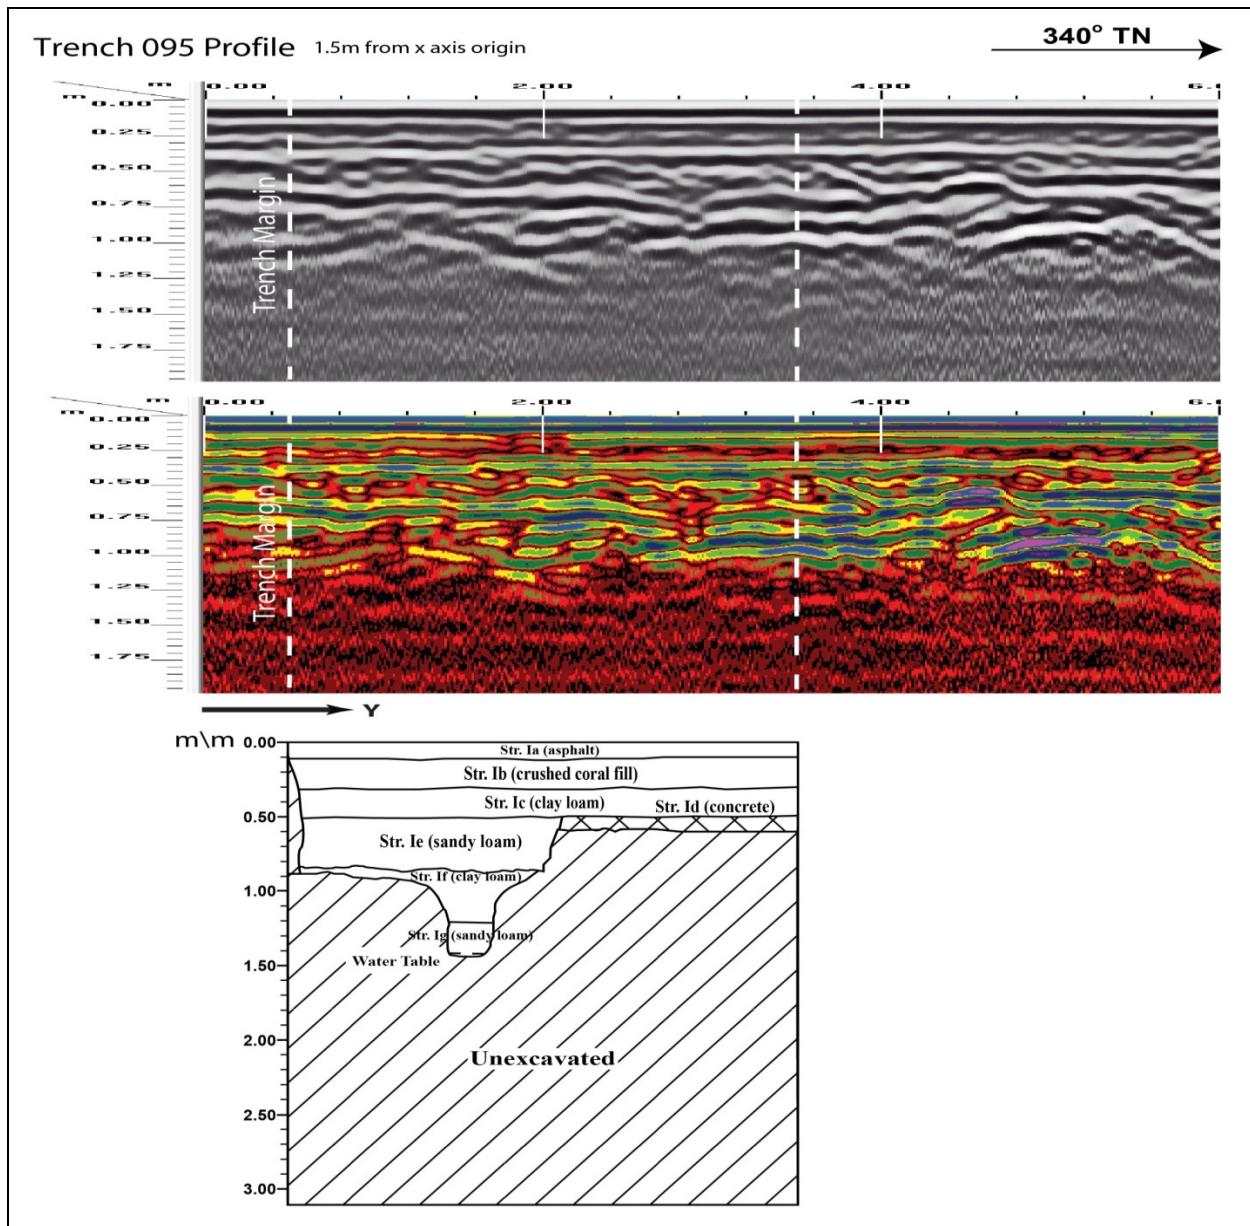 Trench 095 Profile 1.5m from x axis origin
340° TN
m 0.00 2.00 4.00 6.0
m 0.00
0.25
0.50
0.75
1.00
1.25
1.50
1.75
Trench Margin
m 0.00 2.00 4.00 6.0
m 0.00
0.25
0.50
0.75
1.00
1.25
1.50
1.75
Trench Margin
Y
m\m 0.00
Str. Ia (asphalt)
Str. Ib (crushed coral fill)
Str. Ic (clay loam)
Str. Id (concrete)
0.50
Str. Ie (sandy loam)
Str. If (clay loam)
1.00
Str. Ig (sandy loam)
Water Table
1.50
2.00
Unexcavated
2.50
3.00